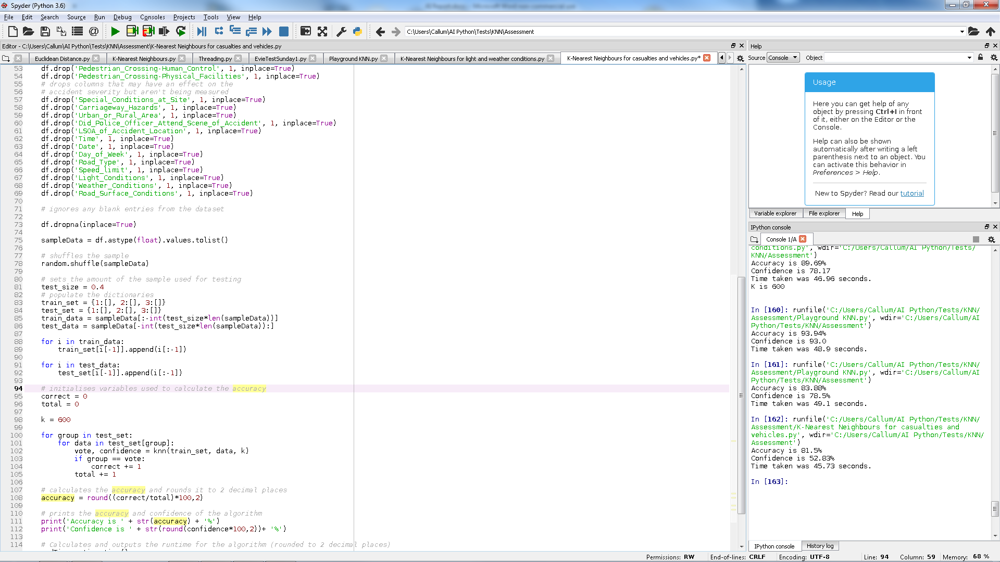 Spyder (Python 3.6)
File Edit Search Source Run Debug Consoles Projects Tools View Help
C:\Users\Callum\AI Python\Tests\KNN\Assessment
Editor - C:\Users\Callum\AI Python\Tests\KNN\Assessment\K-Nearest Neighbours for casualties and vehicles.py
Euclidean Distance.py K-Nearest Neighbours.py Threading.py EvieTestSunday1.py Playground KNN.py K-Nearest Neighbours for light and weather conditions.py K-Nearest Neighbours for casualties and vehicles.py*
53 df.drop('Pedestrian_Crossing-Human_Control', 1, inplace=True)
54 df.drop('Pedestrian_Crossing-Physical_Facilities', 1, inplace=True)
55 # drops columns that may have an effect on the
56 # accident severity but aren't being measured
57 df.drop('Special_Conditions_at_Site', 1, inplace=True)
58 df.drop('Carriageway_Hazards', 1, inplace=True)
59 df.drop('Urban_or_Rural_Area', 1, inplace=True)
60 df.drop('Did_Police_Officer_Attend_Scene_of_Accident', 1, inplace=True)
61 df.drop('LSOA_of_Accident_Location', 1, inplace=True)
62 df.drop('Time', 1, inplace=True)
63 df.drop('Date', 1, inplace=True)
64 df.drop('Day_of_Week', 1, inplace=True)
65 df.drop('Road_Type', 1, inplace=True)
66 df.drop('Speed_limit', 1, inplace=True)
67 df.drop('Light_Conditions', 1, inplace=True)
68 df.drop('Weather_Conditions', 1, inplace=True)
69 df.drop('Road_Surface_Conditions', 1, inplace=True)
70
71 # ignores any blank entries from the dataset
72
73 df.dropna(inplace=True)
74
75 sampleData = df.astype(float).values.tolist()
76
77 # shuffles the sample
78 random.shuffle(sampleData)
79
80 # sets the amount of the sample used for testing
81 test_size = 0.4
82 # populate the dictionaries
83 train_set = {1:[], 2:[], 3:[]}
84 test_set = {1:[], 2:[], 3:[]}
85 train_data = sampleData[:-int(test_size*len(sampleData))]
86 test_data = sampleData[-int(test_size*len(sampleData)):]
87
88 for i in train_data:
89 train_set[i[-1]].append(i[:-1])
90
91 for i in test_data:
92 test_set[i[-1]].append(i[:-1])
93
94 # initialises variables used to calculate the accuracy
95 correct = 0
96 total = 0
97
98 k = 600
99
100 for group in test_set:
101 for data in test_set[group]:
102 vote, confidence = knn(train_set, data, k)
103 if group == vote:
104 correct += 1
105 total += 1
106
107 # calculates the accuracy and rounds it to 2 decimal places
108 accuracy = round((correct/total)*100,2)
109
110 # prints the accuracy and confidence of the algorithm
111 print('Accuracy is ' + str(accuracy) + '%')
112 print('Confidence is ' + str(round(confidence*100,2))+ '%')
113
114 # Calculates and outputs the runtime for the algorithm (rounded to 2 decimal places)
Help
Source Console Object
Usage
Here you can get help of any
object by pressing Ctrl+I in front
of it, either on the Editor or the
Console.
Help can also be shown
automatically after writing a left
parenthesis next to an object. You
can activate this behavior in
Preferences > Help.
New to Spyder? Read our tutorial
Variable explorer File explorer Help
IPython console
Console 1/A
conditions.py', wdir='C:/Users/Callum/AI Python/Tests/
KNN/Assessment')
Accuracy is 89.69%
Confidence is 78.17
Time taken was 46.96 seconds.
K is 600
In [160]: runfile('C:/Users/Callum/AI Python/Tests/KNN/
Assessment/Playground KNN.py', wdir='C:/Users/Callum/AI
Python/Tests/KNN/Assessment')
Accuracy is 93.94%
Confidence is 93.0
Time taken was 48.9 seconds.
In [161]: runfile('C:/Users/Callum/AI Python/Tests/KNN/
Assessment/Playground KNN.py', wdir='C:/Users/Callum/AI
Python/Tests/KNN/Assessment')
Accuracy is 83.88%
Confidence is 78.5%
Time taken was 49.1 seconds.
In [162]: runfile('C:/Users/Callum/AI Python/Tests/KNN/
Assessment/K-Nearest Neighbours for casualties and
vehicles.py', wdir='C:/Users/Callum/AI Python/Tests/KNN/
Assessment')
Accuracy is 81.5%
Confidence is 52.83%
Time taken was 45.73 seconds.
In [163]:
IPython console History log
Permissions: RW End-of-lines: CRLF Encoding: UTF-8 Line: 94 Column: 59 Memory: 68 %